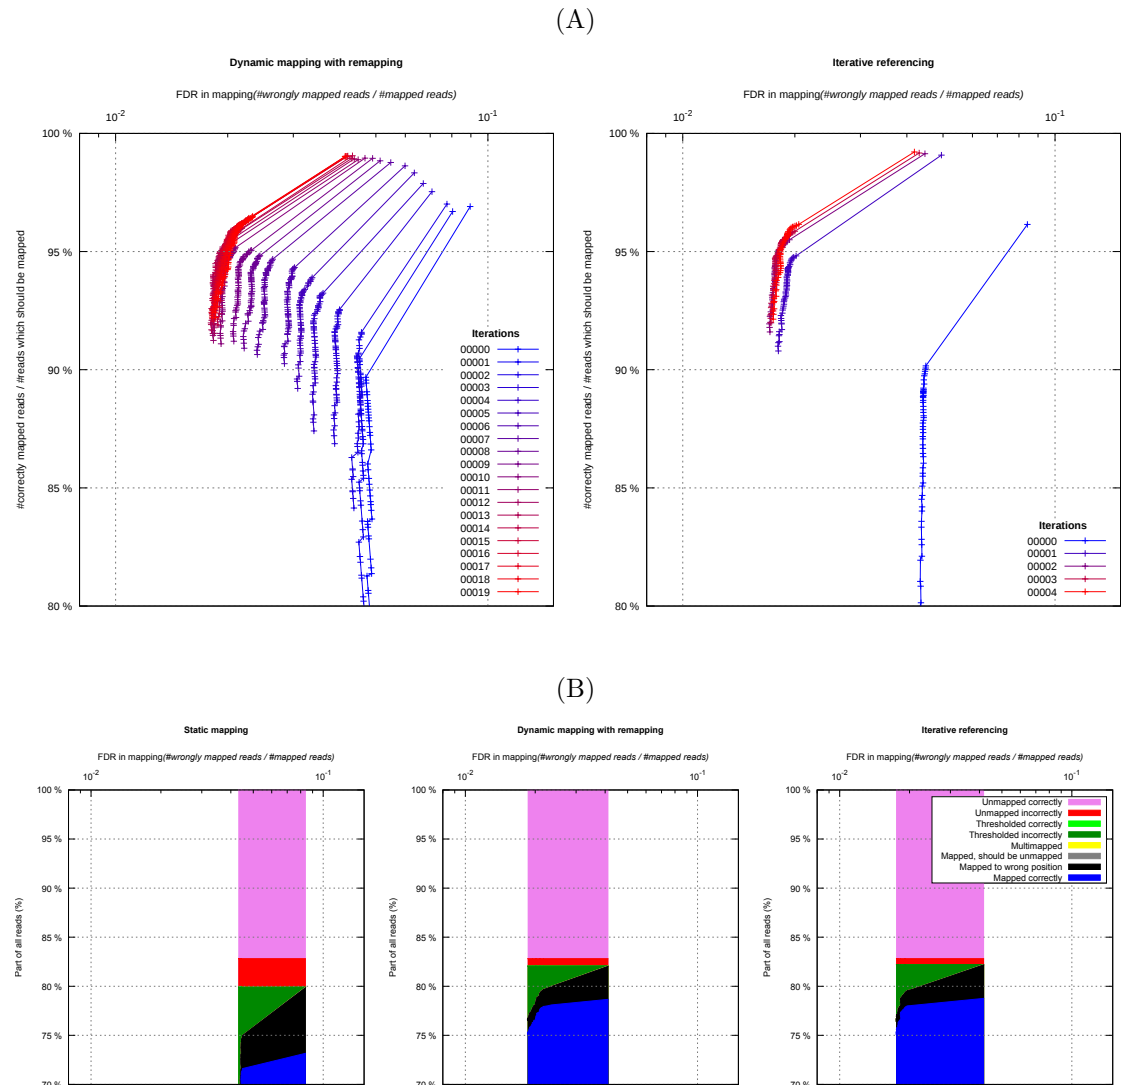 (A)
Dynamic mapping with remapping
FDR in mapping(#wrongly mapped reads / #mapped reads)
10-2
10-1
100 %
95 %
90 %
85 %
80 %
#correctly mapped reads / #reads which should be mapped
Iterations
00000
00001
00002
00003
00004
00005
00006
00007
00008
00009
00010
00011
00012
00013
00014
00015
00016
00017
00018
00019
Iterative referencing
FDR in mapping(#wrongly mapped reads / #mapped reads)
10-2
10-1
100 %
95 %
90 %
85 %
80 %
#correctly mapped reads / #reads which should be mapped
Iterations
00000
00001
00002
00003
00004
(B)
Static mapping
FDR in mapping(#wrongly mapped reads / #mapped reads)
10-2
10-1
100 %
95 %
90 %
85 %
80 %
75 %
70 %
Part of all reads (%)
Dynamic mapping with remapping
FDR in mapping(#wrongly mapped reads / #mapped reads)
10-2
10-1
100 %
95 %
90 %
85 %
80 %
75 %
70 %
Part of all reads (%)
Iterative referencing
FDR in mapping(#wrongly mapped reads / #mapped reads)
10-2
10-1
100 %
95 %
90 %
85 %
80 %
75 %
70 %
Part of all reads (%)
Unmapped correctly
Unmapped incorrectly
Thresholded correctly
Thresholded incorrectly
Multimapped
Mapped, should be unmapped
Mapped to wrong position
Mapped correctly